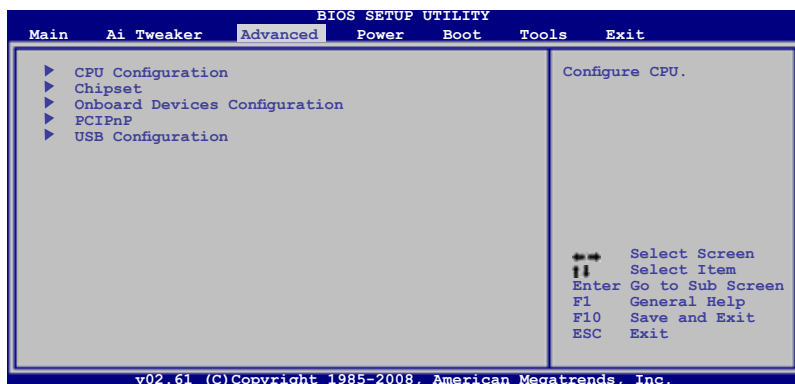 BIOS SETUP UTILITY
Main Ai Tweaker Advanced Power Boot Tools Exit
CPU Configuration
Chipset
Onboard Devices Configuration
PCIPnP
USB Configuration
Configure CPU.
Select Screen
Select Item
Enter Go to Sub Screen
F1 General Help
F10 Save and Exit
ESC Exit
v02.61 (C)Copyright 1985-2008, American Megatrends, Inc.